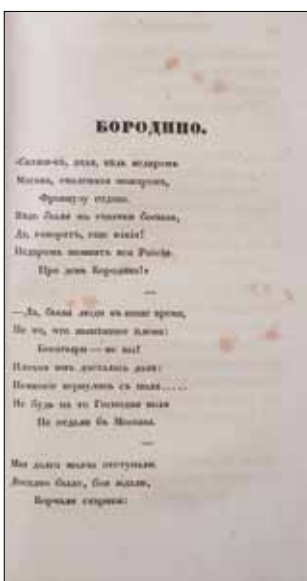 БОРОДИНО.
«Скажи-ка, дядя, вѣдь недаромъ
Москва, спаленная пожаромъ,
Французу отдана.
Вѣдь были жъ схватки боевыя,
Да, говорятъ, еще какія!
Недаромъ помнитъ вся Россія
Про день Бородина!»
—
—Да, были люди въ наше время,
Не то, что нынѣшнее племя:
Богатыри — не вы!
Плохая имъ досталась доля:
Немногіе вернулись съ поля.....
Не будь на то Господня воля
Не отдали бъ Москвы.
—
Мы долго молча отступали.
Досадно было, боя ждали,
Ворчали старики: